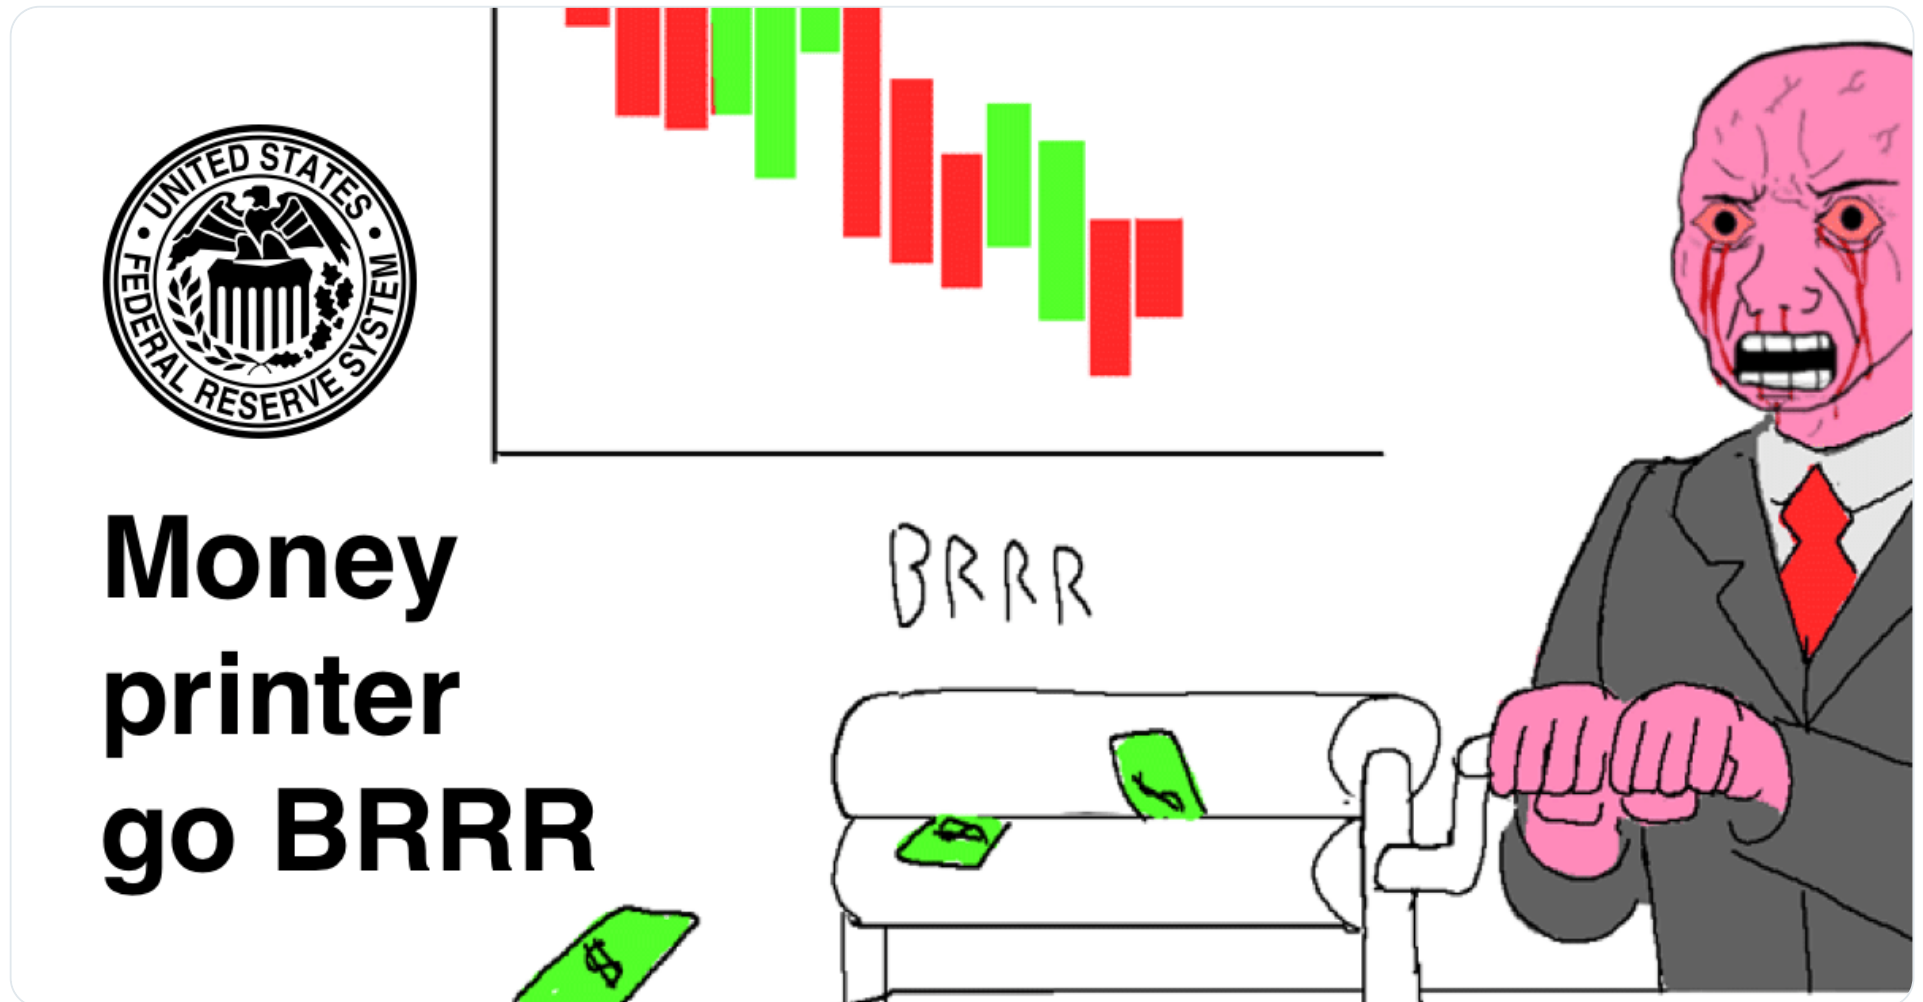 UNITED STATES
FEDERAL RESERVE SYSTEM
Money
printer
go BRRR
BRRR
$
$
$